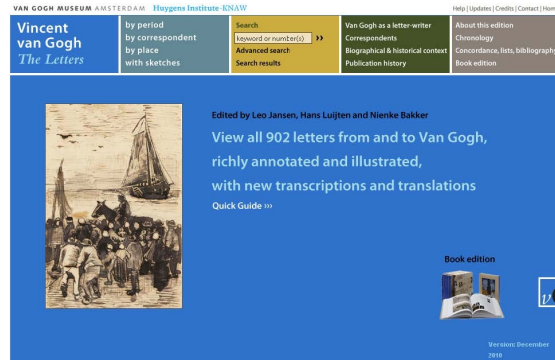 VAN GOGH MUSEUM AMSTERDAM Huygens Institute-KNAW
Help | Updates | Credits | Contact | Hom
Vincent
van Gogh
The Letters
by period
by correspondent
by place
with sketches
Search
keyword or number(s) ››
Advanced search
Search results
Van Gogh as a letter-writer
Correspondents
Biographical & historical context
Publication history
About this edition
Chronology
Concordance, lists, bibliography
Book edition
Edited by Leo Jansen, Hans Luijten and Nienke Bakker
View all 902 letters from and to Van Gogh,
richly annotated and illustrated,
with new transcriptions and translations
Quick Guide ›››
Book edition
v
Version: December
2010